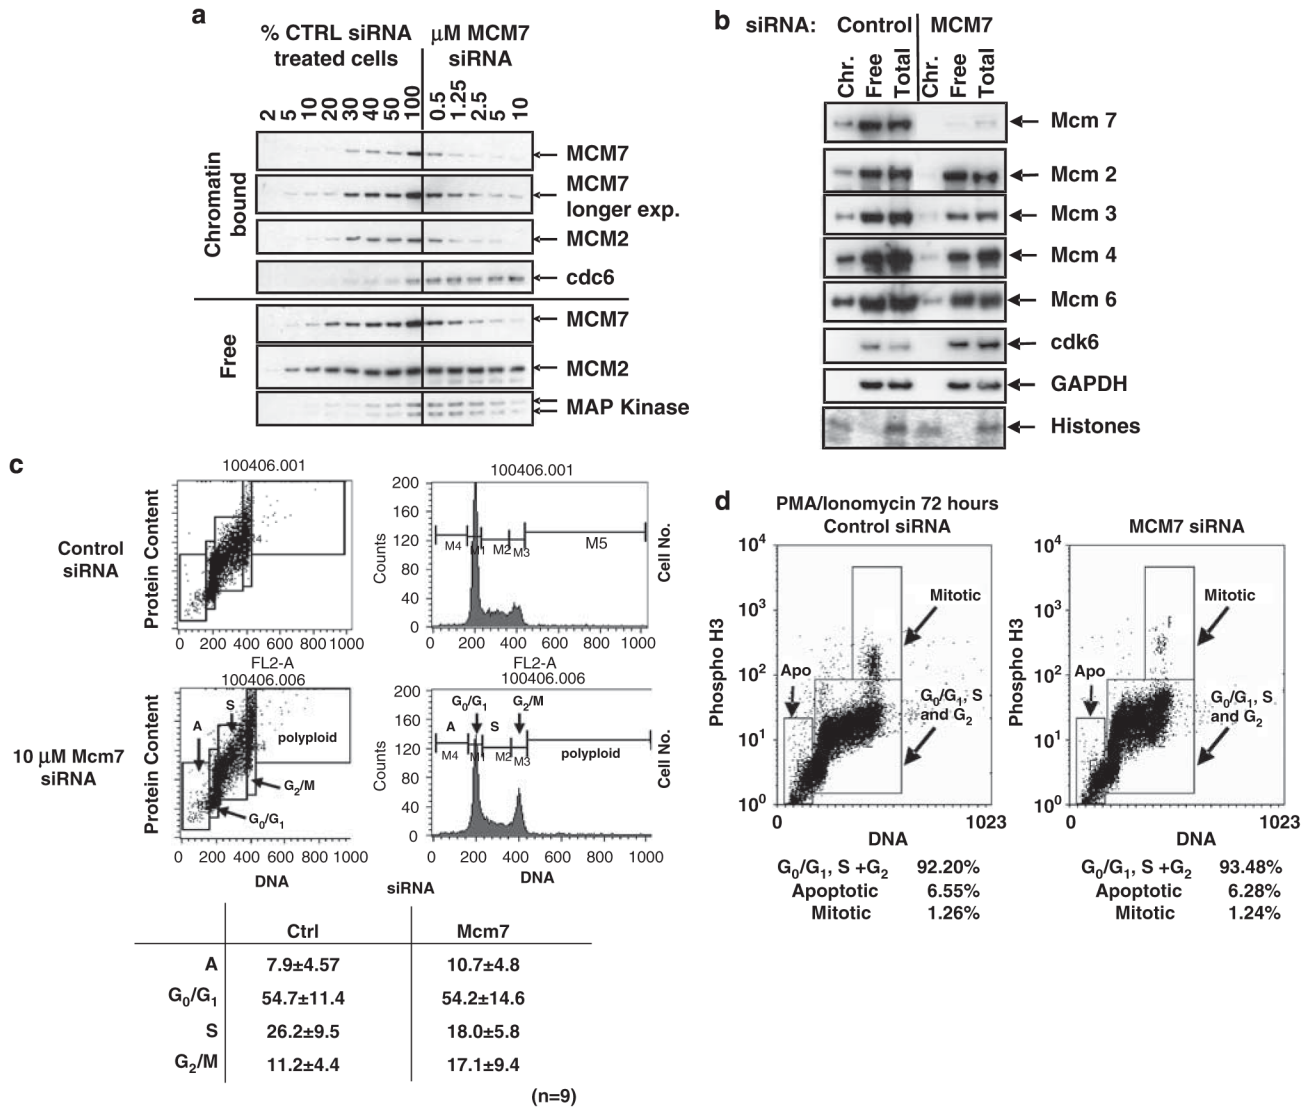 a
% CTRL siRNA treated cells
µM MCM7 siRNA
2 5 10 20 30 40 50 100 0.5 1.25 2.5 5 10
Chromatin bound
MCM7
MCM7 longer exp.
MCM2
cdc6
Free
MCM7
MCM2
MAP Kinase
b
siRNA: Control MCM7
Chr. Free Total Chr. Free Total
Mcm 7
Mcm 2
Mcm 3
Mcm 4
Mcm 6
cdk6
GAPDH
Histones
c
Control siRNA
100406.001
Protein Content
0 200 400 600 800 1000
FL2-A
100406.001
Counts
200
160
120
80
40
0
M4 M1 M2 M3 M5
0 200 400 600 800 1000
FL2-A
Cell No.
10 µM Mcm7 siRNA
100406.006
Protein Content
A
S
polyploid
G2/M
G0/G1
0 200 400 600 800 1000
DNA
100406.006
Counts
200
160
120
80
40
0
G0/G1 G2/M
A S
M4 M1 M2 M3 polyploid
0 200 400 600 800 1000
DNA
Cell No.
siRNA
Ctrl Mcm7
A 7.9±4.57 10.7±4.8
G0/G1 54.7±11.4 54.2±14.6
S 26.2±9.5 18.0±5.8
G2/M 11.2±4.4 17.1±9.4
(n=9)
d
PMA/Ionomycin 72 hours
Control siRNA
Phospho H3
10^4
10^3
10^2
10^1
10^0
Mitotic
Apo
G0/G1, S and G2
0 1023
DNA
G0/G1, S +G2 92.20%
Apoptotic 6.55%
Mitotic 1.26%
MCM7 siRNA
Phospho H3
10^4
10^3
10^2
10^1
10^0
Mitotic
Apo
G0/G1, S and G2
0 1023
DNA
G0/G1, S +G2 93.48%
Apoptotic 6.28%
Mitotic 1.24%